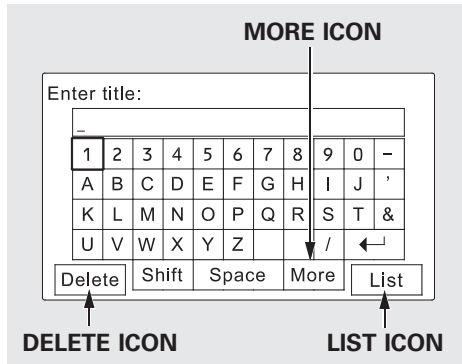 MORE ICON
Enter title:
_
1 2 3 4 5 6 7 8 9 0 –
A B C D E F G H I J ’
K L M N O P Q R S T &
U V W X Y Z /
Delete Shift Space More List
DELETE ICON LIST ICON